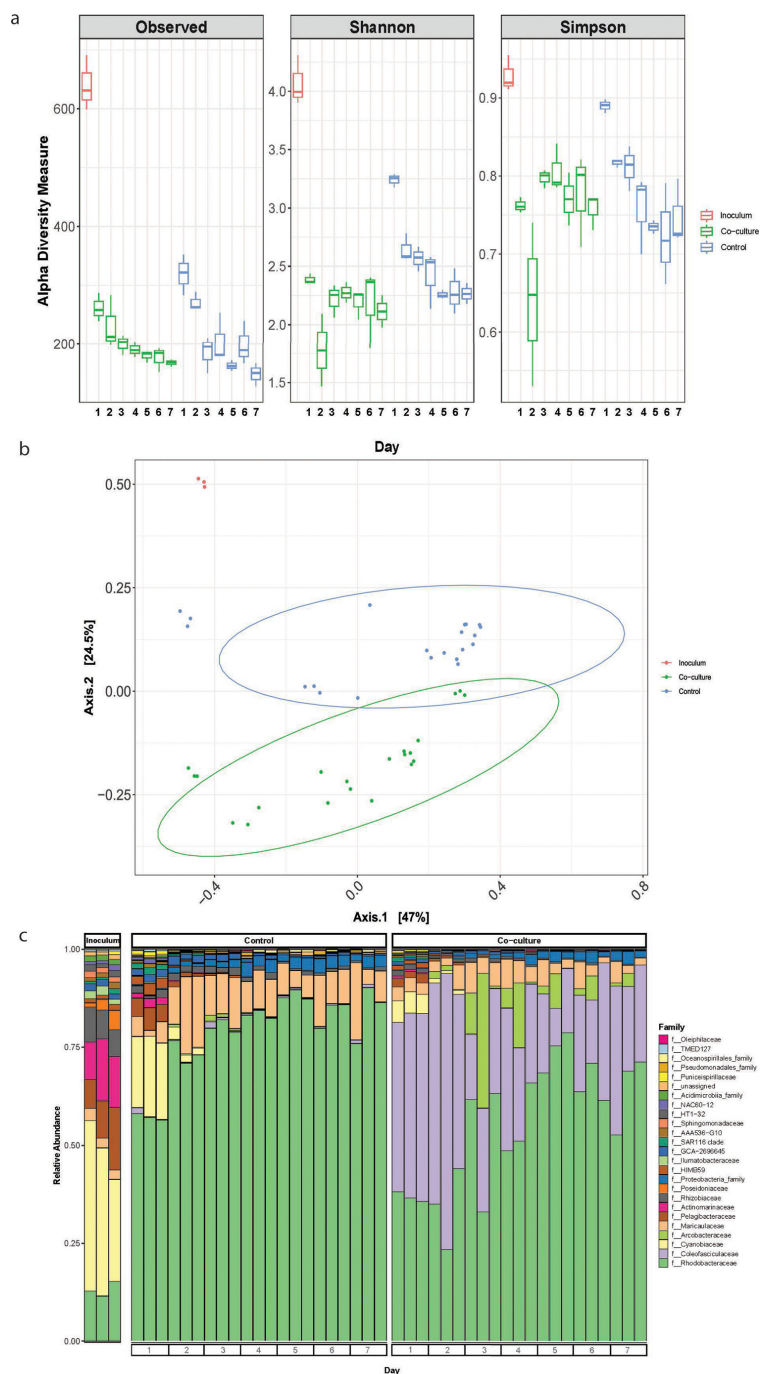 a
Observed
Shannon
Simpson
Alpha Diversity Measure
600
400
200
4.0
3.5
3.0
2.5
2.0
1.5
0.9
0.8
0.7
0.6
1 2 3 4 5 6 7 1 2 3 4 5 6 7
1 2 3 4 5 6 7 1 2 3 4 5 6 7
1 2 3 4 5 6 7 1 2 3 4 5 6 7
Inoculum
Co-culture
Control
Day
b
Axis.2 [24.5%]
0.50
0.25
0.00
-0.25
-0.4
0.0
0.4
0.8
Axis.1 [47%]
Inoculum
Co-culture
Control
c
Inoculum
Control
Co-culture
Relative Abundance
1.00
0.75
0.50
0.25
0.00
1 2 3 4 5 6 7
1 2 3 4 5 6 7
Day
Family
f__Oleiphilaceae
f__TMED127
f__Oceanospirillales_family
f__Pseudomonadales_family
f__Puniceispirillaceae
f__unassigned
f__Acidimicrobiia_family
f__NAC60-12
f__HT1-32
f__Sphingomonadaceae
f__AAA536-G10
f__SAR116 clade
f__GCA-2696645
f__Ilumatobacteraceae
f__HIMB59
f__Proteobacteria_family
f__Poseidoniaceae
f__Rhizobiaceae
f__Actinomarinaceae
f__Pelagibacteraceae
f__Maricaulaceae
f__Arcobacteraceae
f__Cyanobiaceae
f__Coleofasciculaceae
f__Rhodobacteraceae